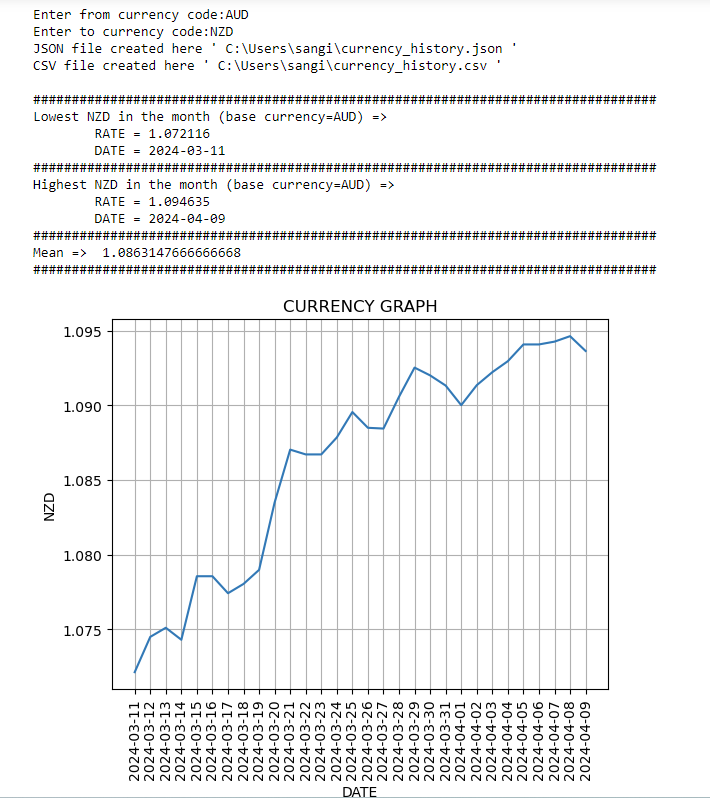 Enter from currency code:AUD
Enter to currency code:NZD
JSON file created here ' C:\Users\sangi\currency_history.json '
CSV file created here ' C:\Users\sangi\currency_history.csv '
#################################################################################
Lowest NZD in the month (base currency=AUD) =>
RATE = 1.072116
DATE = 2024-03-11
#################################################################################
Highest NZD in the month (base currency=AUD) =>
RATE = 1.094635
DATE = 2024-04-09
#################################################################################
Mean =>  1.0863147666666668
#################################################################################
CURRENCY GRAPH
1.095
1.090
1.085
1.080
1.075
NZD
2024-03-11
2024-03-12
2024-03-13
2024-03-14
2024-03-15
2024-03-16
2024-03-17
2024-03-18
2024-03-19
2024-03-20
2024-03-21
2024-03-22
2024-03-23
2024-03-24
2024-03-25
2024-03-26
2024-03-27
2024-03-28
2024-03-29
2024-03-30
2024-03-31
2024-04-01
2024-04-02
2024-04-03
2024-04-04
2024-04-05
2024-04-06
2024-04-07
2024-04-08
2024-04-09
DATE